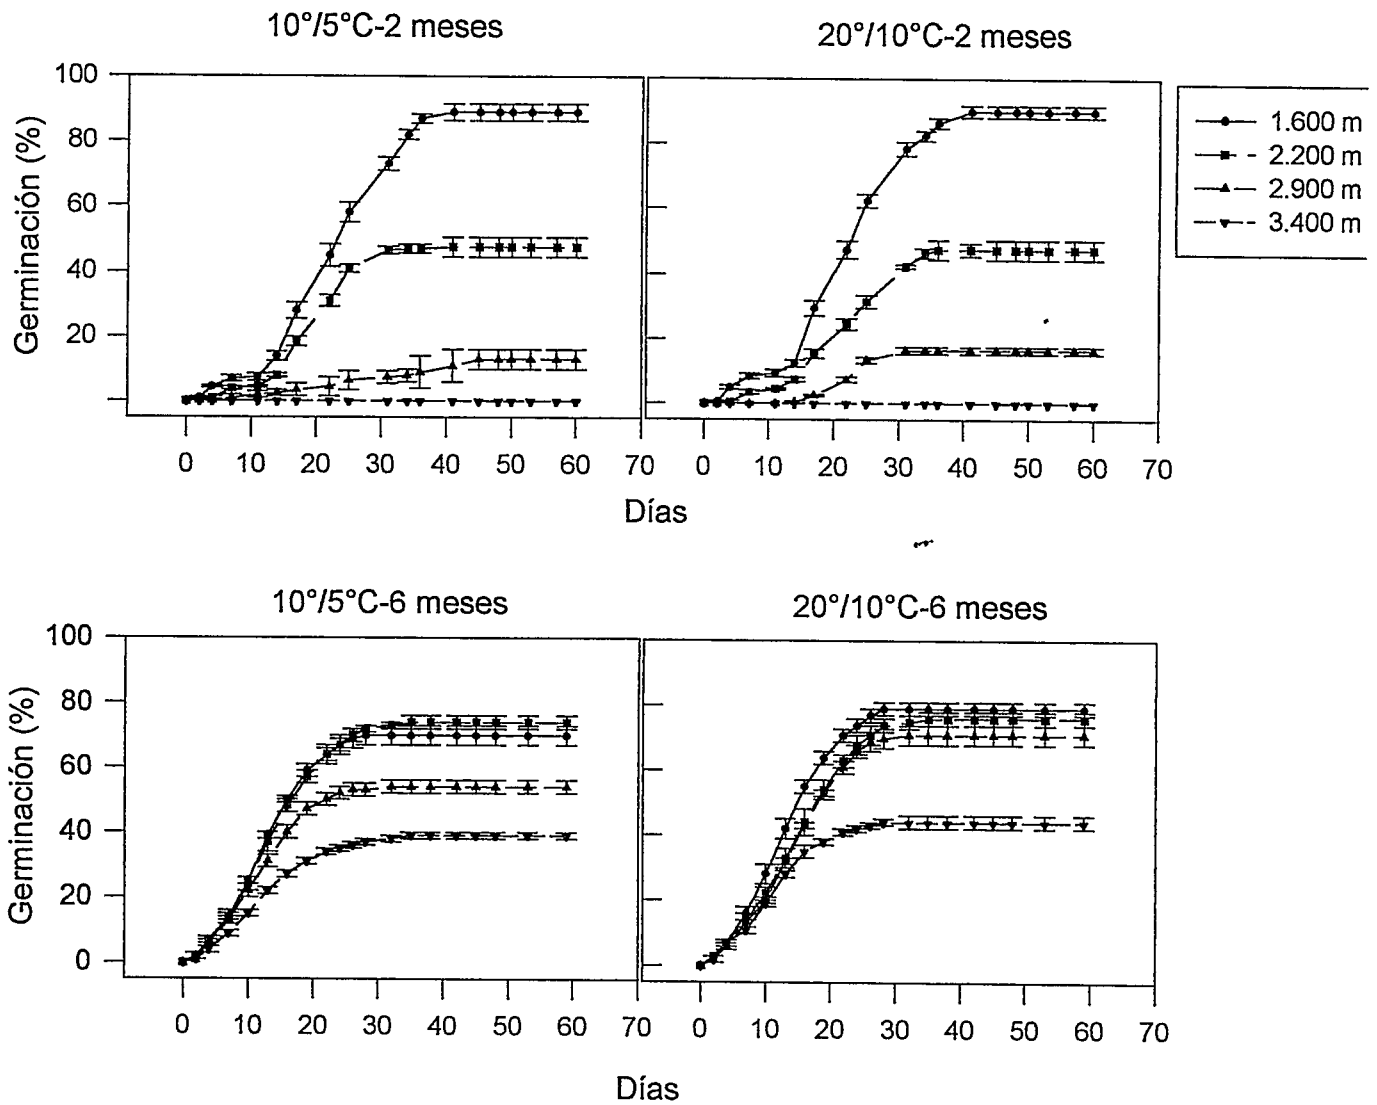 10°/5°C-2 meses
20°/10°C-2 meses
Germinación (%)
100
80
60
40
20
0 10 20 30 40 50 60 70
0 10 20 30 40 50 60 70
Días
1.600 m
2.200 m
2.900 m
3.400 m
10°/5°C-6 meses
20°/10°C-6 meses
Germinación (%)
100
80
60
40
20
0
0 10 20 30 40 50 60 70
0 10 20 30 40 50 60 70
Días